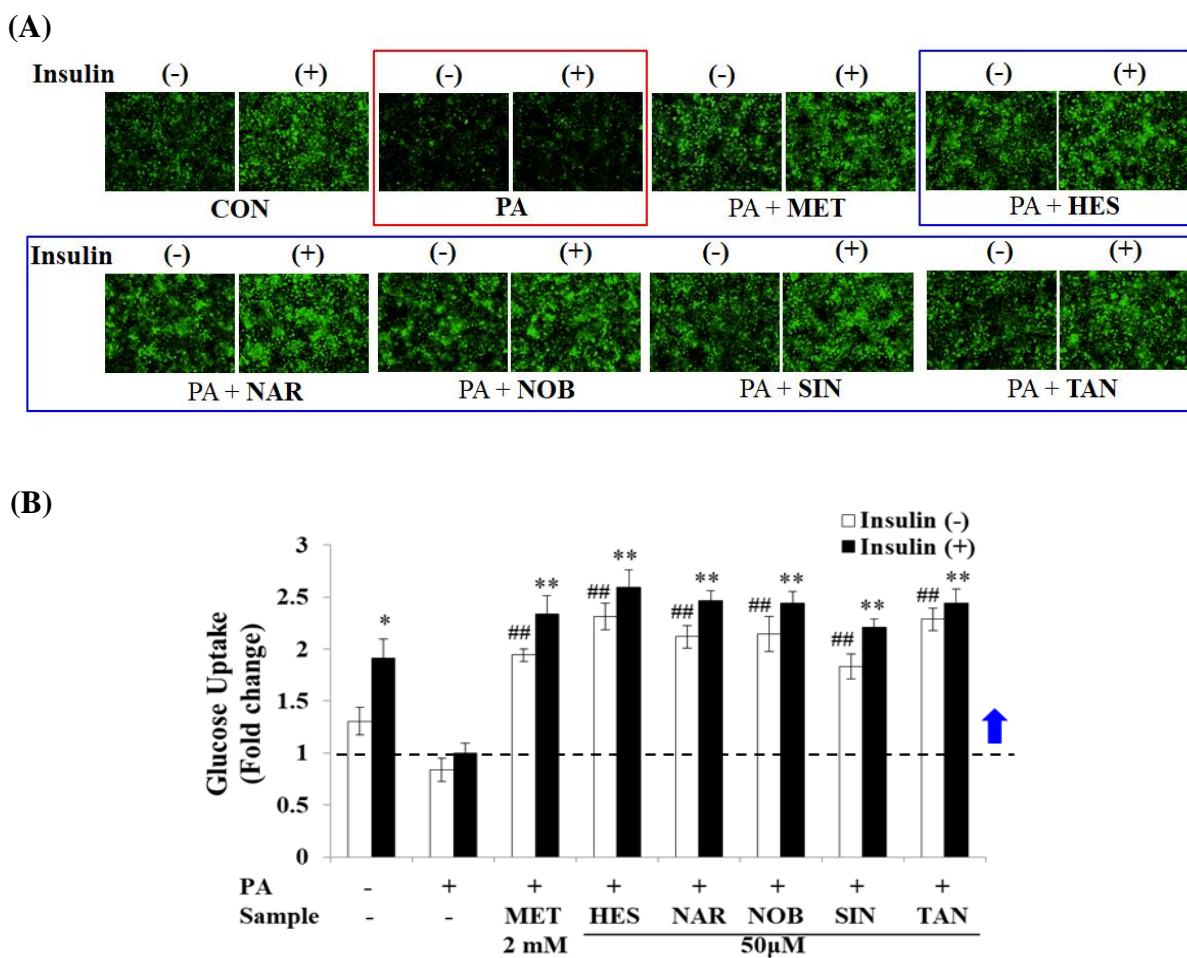 (A)
Insulin (-) (+) (-) (+) (-) (+) (-) (+)
CON PA PA + MET PA + HES
Insulin (-) (+) (-) (+) (-) (+) (-) (+)
PA + NAR PA + NOB PA + SIN PA + TAN
(B)
Insulin (-)
Insulin (+)
Glucose Uptake
(Fold change)
3
2.5
2
1.5
1
0.5
0
* ## ** ## ** ## ** ## ** ## ** ## **
PA - + + + + + + +
Sample - - MET HES NAR NOB SIN TAN
2 mM 50μM